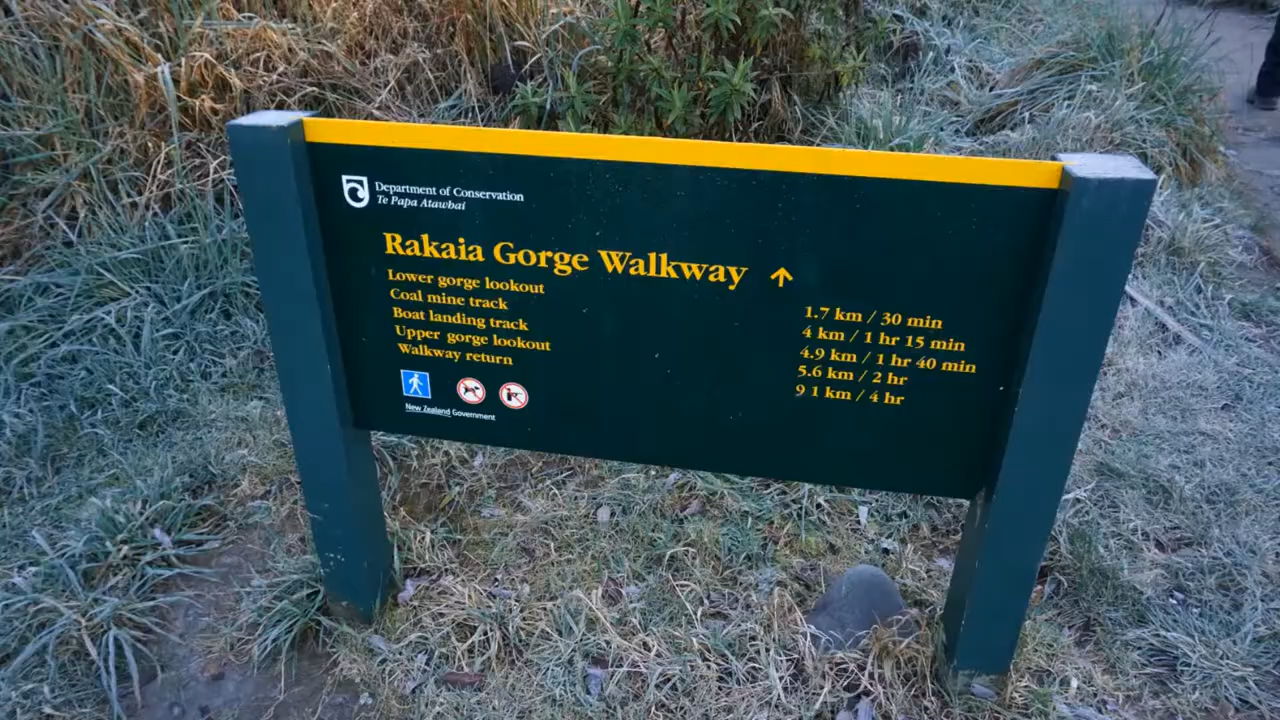 Department of Conservation
Te Papa Atawhai
Rakaia Gorge Walkway ↑
Lower gorge lookout 1.7 km / 30 min
Coal mine track 4 km / 1 hr 15 min
Boat landing track 4.9 km / 1 hr 40 min
Upper gorge lookout 5.6 km / 2 hr
Walkway return 9 1 km / 4 hr
New Zealand Government